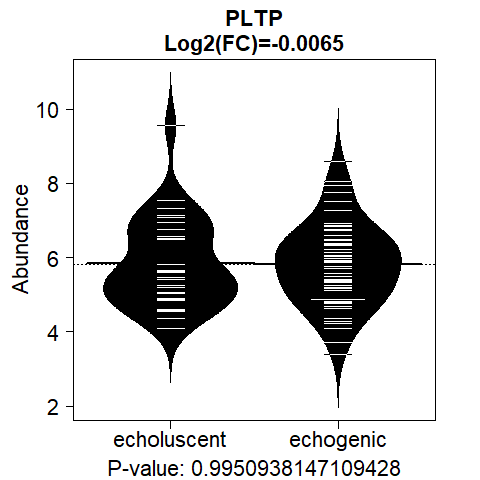 PLTP
Log2(FC)=-0.0065
Abundance
10
8
6
4
2
echoluscent echogenic
P-value: 0.9950938147109428